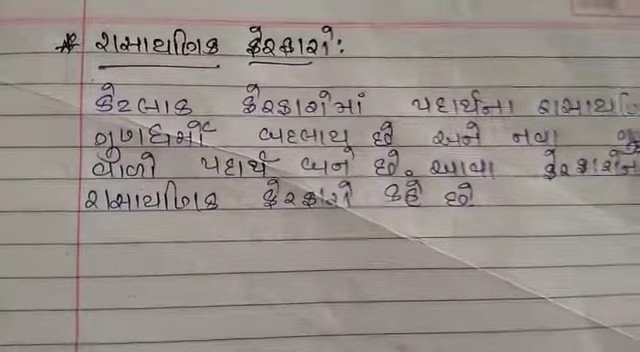 * રાસાયણિક ફેરફારો:
કેટલાક ફેરફારોમાં પદાર્થના રાસાયણિ
ગુણધર્મો બદલાય છે અને નવા ગુ
વાળો પદાર્થ બને છે. આવા ફેરફારોન
રાસાયણિક ફેરફારો કહે છે